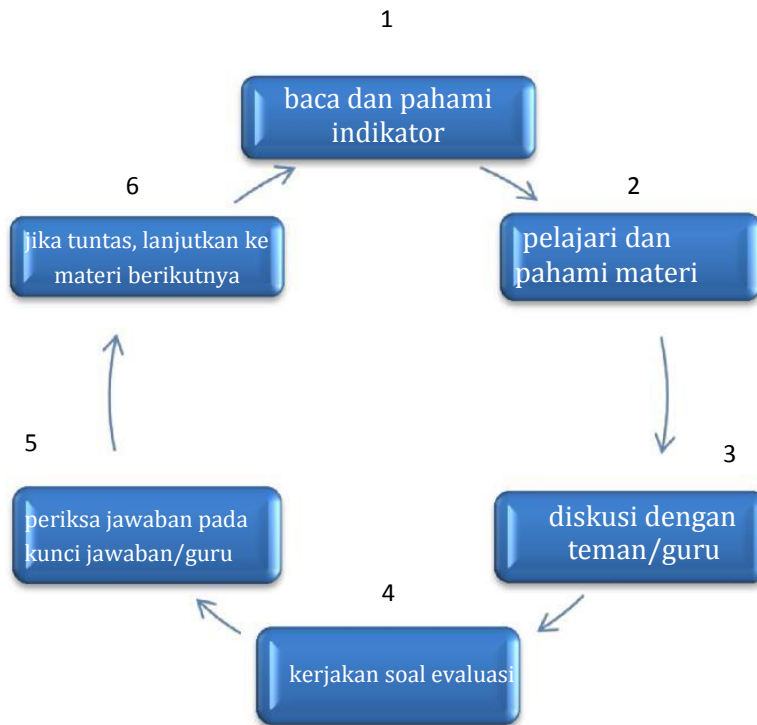 1
baca dan pahami
indikator
2
pelajari dan
pahami materi
3
diskusi dengan
teman/guru
4
kerjakan soal evaluasi
5
periksa jawaban pada
kunci jawaban/guru
6
jika tuntas, lanjutkan ke
materi berikutnya